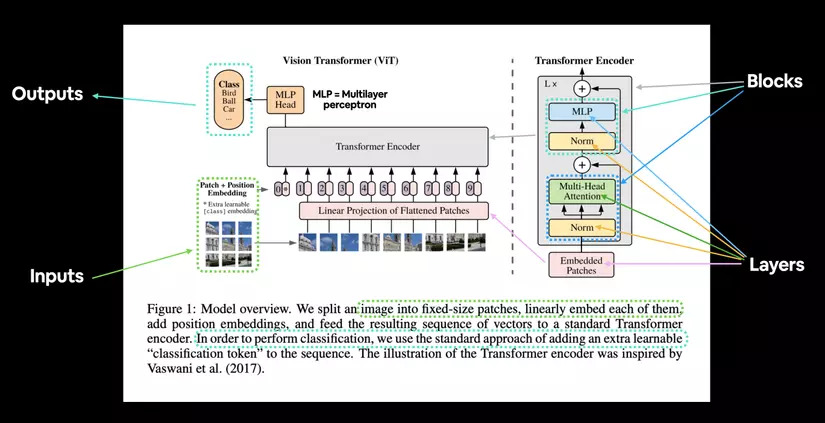 Vision Transformer (ViT)
Transformer Encoder
Outputs
Class
Bird
Ball
Car
...
MLP
Head
MLP = Multilayer
perceptron
Transformer Encoder
Patch + Position
Embedding
* Extra learnable
[class] embedding
0 * 1 2 3 4 5 6 7 8 9
Linear Projection of Flattened Patches
Inputs
L x
+
MLP
Norm
+
Multi-Head
Attention
Norm
Embedded
Patches
Blocks
Layers
Figure 1: Model overview. We split an image into fixed-size patches, linearly embed each of them,
add position embeddings, and feed the resulting sequence of vectors to a standard Transformer
encoder. In order to perform classification, we use the standard approach of adding an extra learnable
“classification token” to the sequence. The illustration of the Transformer encoder was inspired by
Vaswani et al. (2017).